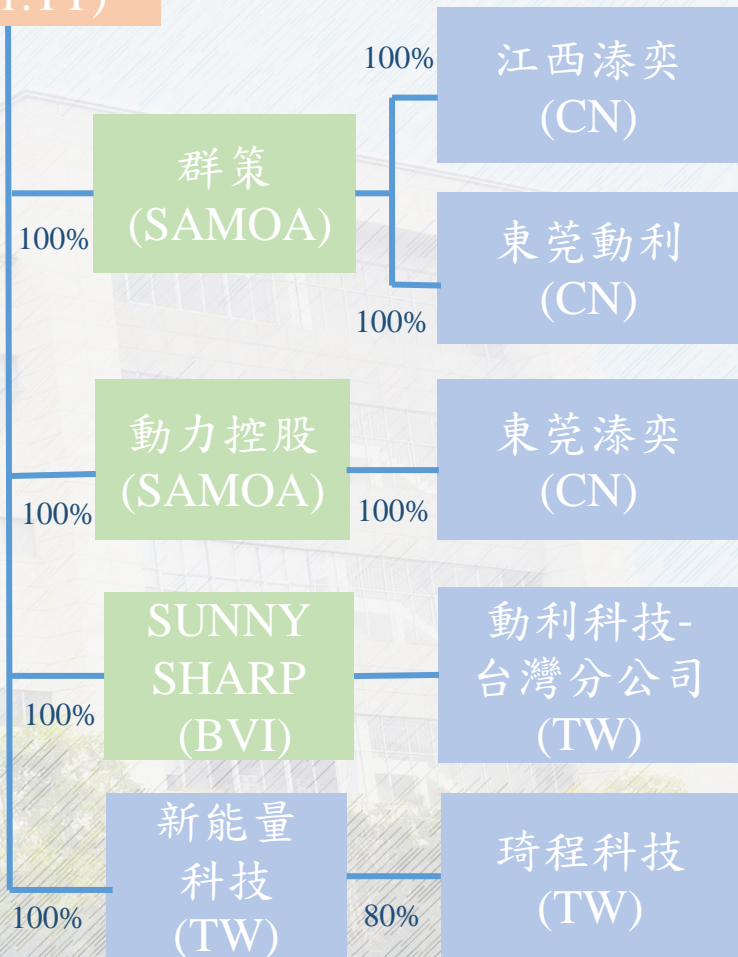 100%
江西溙奕
(CN)
群策
(SAMOA)
100%
東莞動利
(CN)
100%
動力控股
(SAMOA)
100%
東莞溙奕
(CN)
100%
SUNNY
SHARP
(BVI)
100%
動利科技-
台灣分公司
(TW)
新能量
科技
(TW)
100%
琦程科技
(TW)
80%